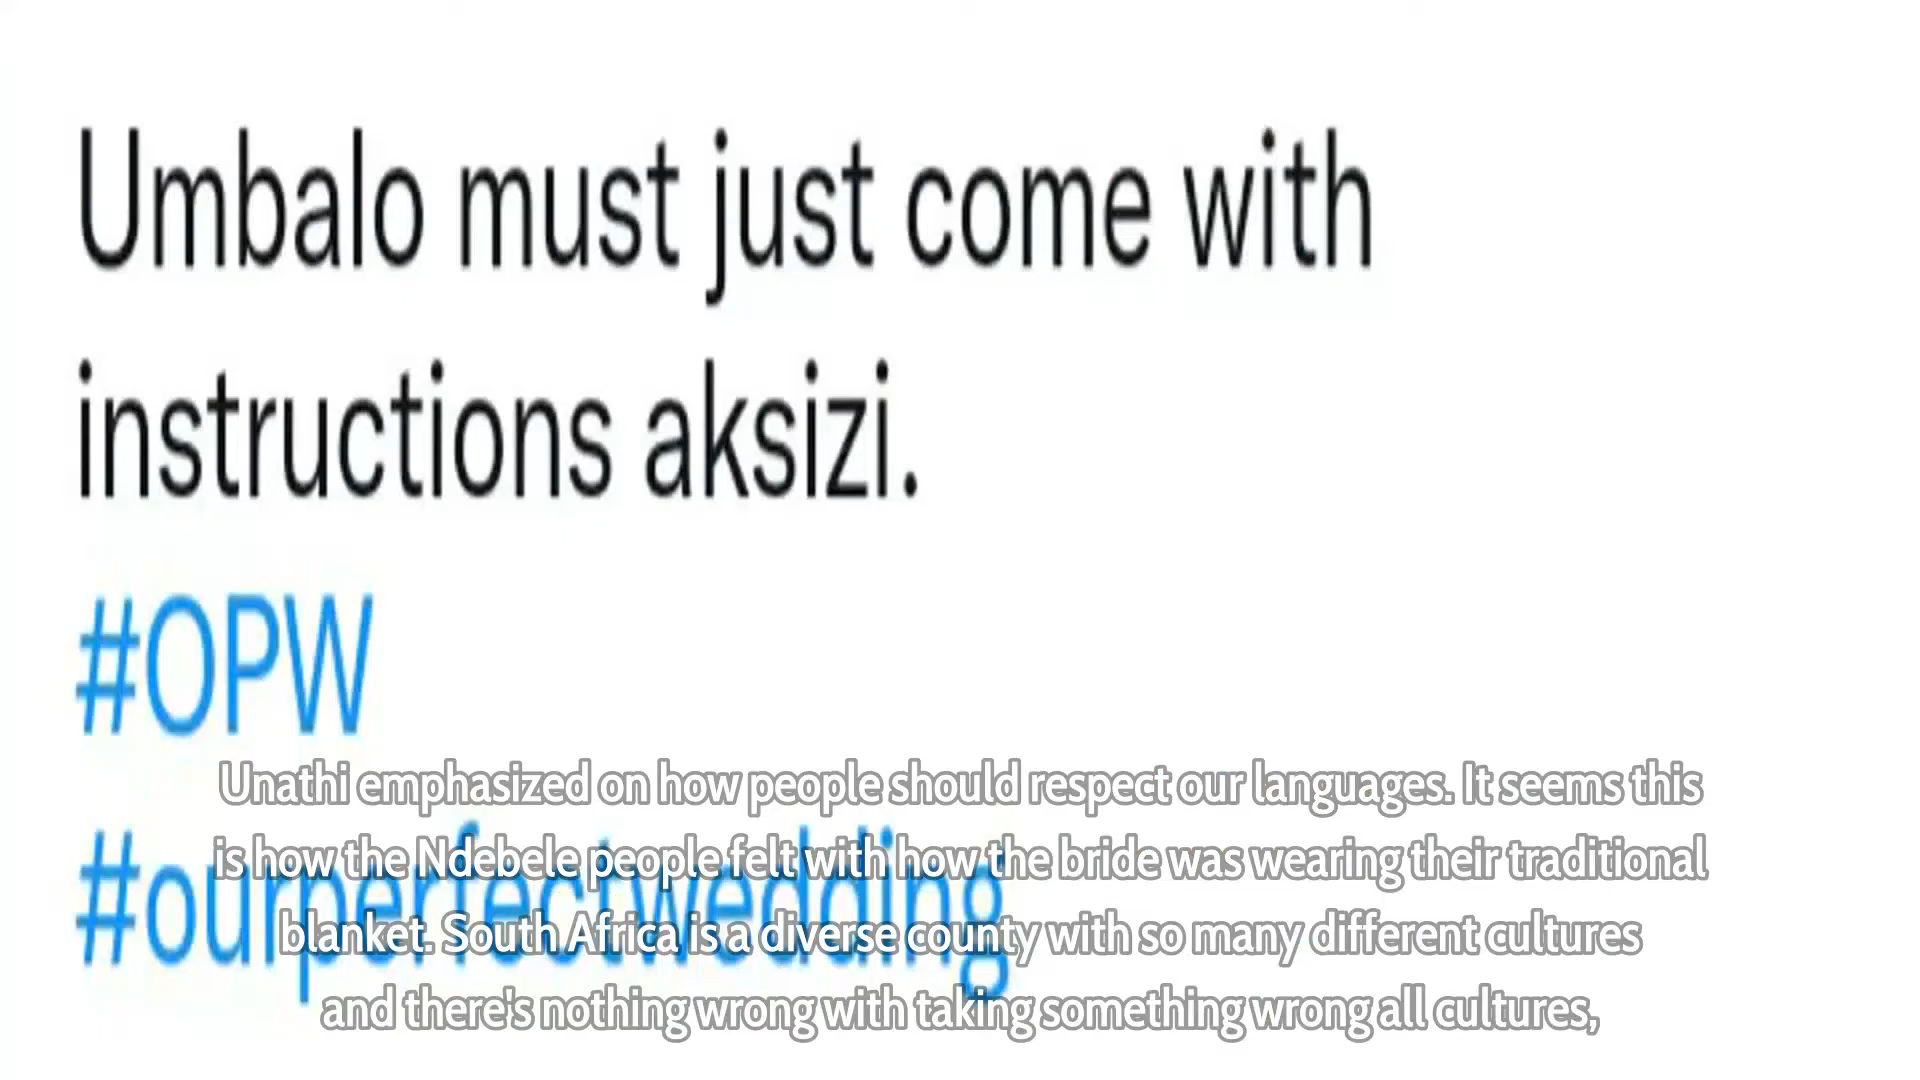 Umbalo must just come with
instructions aksizi.
#OPW
#ourperfectwedding
Unathi emphasized on how people should respect our languages. It seems this
is how the Ndebele people felt with how the bride was wearing their traditional
blanket. South Africa is a diverse county with so many different cultures
and there's nothing wrong with taking something wrong all cultures,